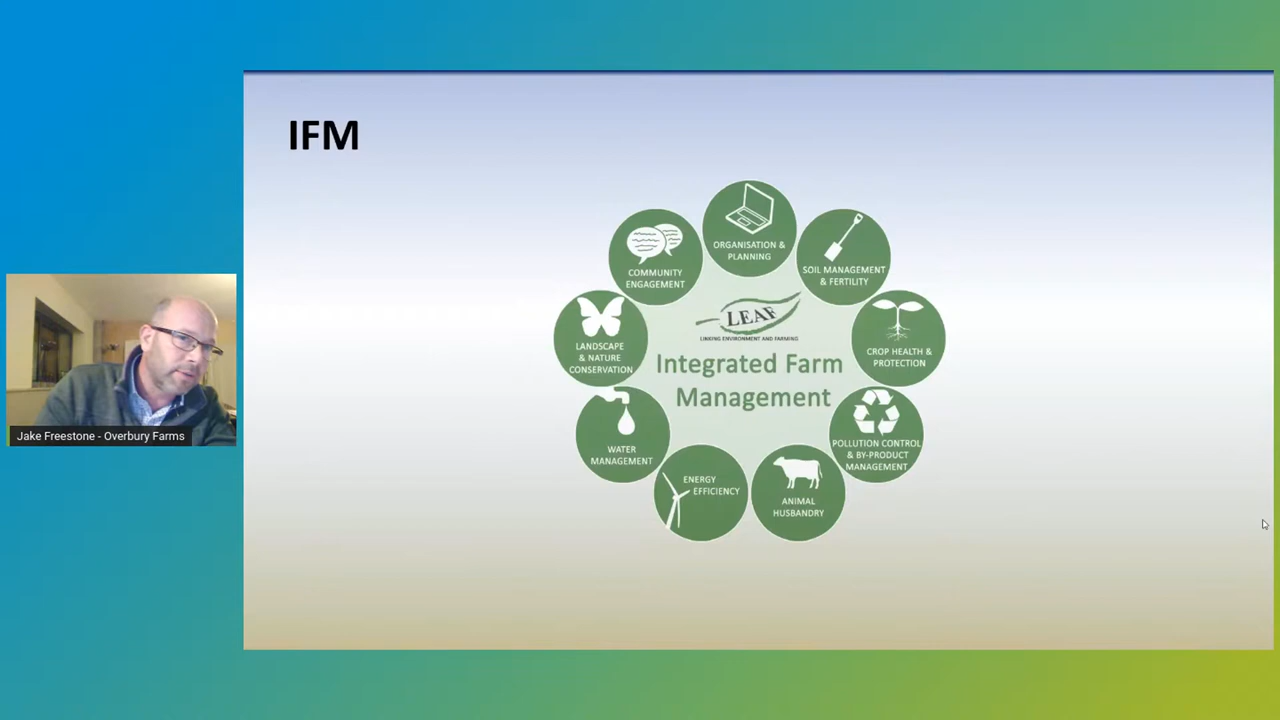 IFM
ORGANISATION &
PLANNING
SOIL MANAGEMENT
& FERTILITY
CROP HEALTH &
PROTECTION
POLLUTION CONTROL
& BY-PRODUCT
MANAGEMENT
ANIMAL
HUSBANDRY
ENERGY
EFFICIENCY
WATER
MANAGEMENT
LANDSCAPE
& NATURE
CONSERVATION
COMMUNITY
ENGAGEMENT
LEAF
LINKING ENVIRONMENT AND FARMING
Integrated Farm
Management
Jake Freestone - Overbury Farms